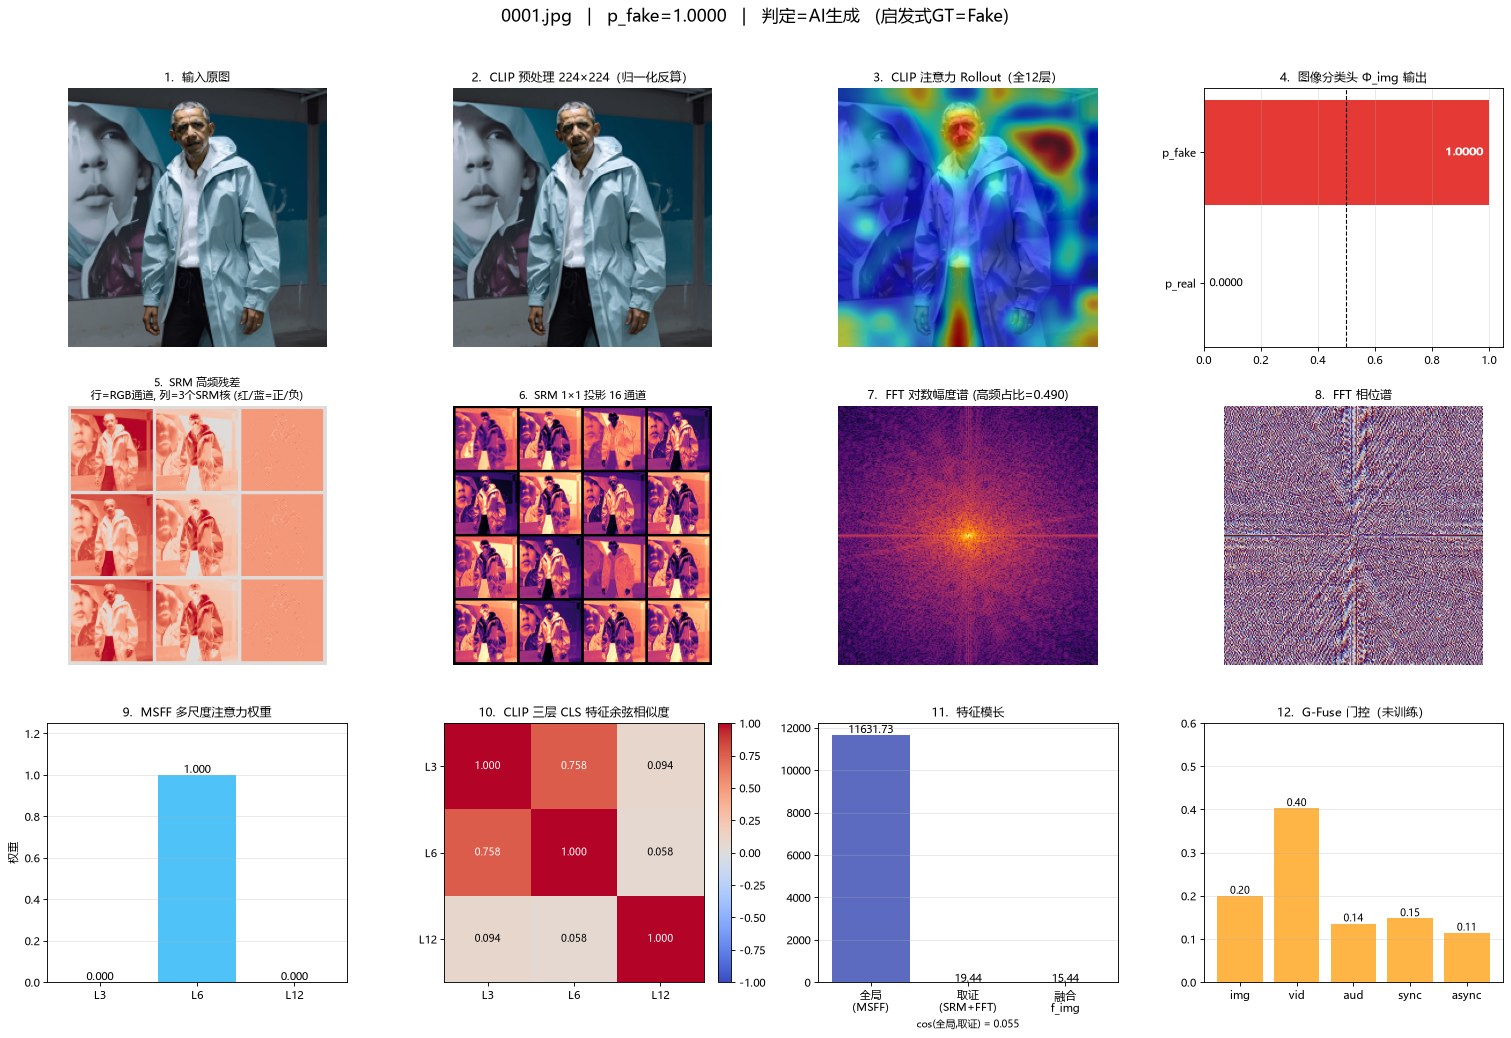 0001.jpg | p_fake=1.0000 | 判定=AI生成 (启发式GT=Fake)
1. 输入原图
2. CLIP 预处理 224×224 (归一化反算)
3. CLIP 注意力 Rollout (全12层)
4. 图像分类头 Φ_img 输出
p_fake
1.0000
p_real
0.0000
0.0 0.2 0.4 0.6 0.8 1.0
5. SRM 高频残差
行=RGB通道, 列=3个SRM核 (红/蓝=正/负)
6. SRM 1×1 投影 16 通道
7. FFT 对数幅度谱 (高频占比=0.490)
8. FFT 相位谱
9. MSFF 多尺度注意力权重
权重
1.2
1.0
0.8
0.6
0.4
0.2
0.0
0.000
1.000
0.000
L3 L6 L12
10. CLIP 三层 CLS 特征余弦相似度
L3
L6
L12
1.000 0.758 0.094
0.758 1.000 0.058
0.094 0.058 1.000
L3 L6 L12
1.00
0.75
0.50
0.25
0.00
-0.25
-0.50
-0.75
-1.00
11. 特征模长
12000
10000
8000
6000
4000
2000
0
11631.73
19.44
15.44
全局
(MSFF)
取证
(SRM+FFT)
融合
f_img
cos(全局,取证) = 0.055
12. G-Fuse 门控 (未训练)
0.6
0.5
0.4
0.3
0.2
0.1
0.0
0.20
0.40
0.14
0.15
0.11
img vid aud sync async